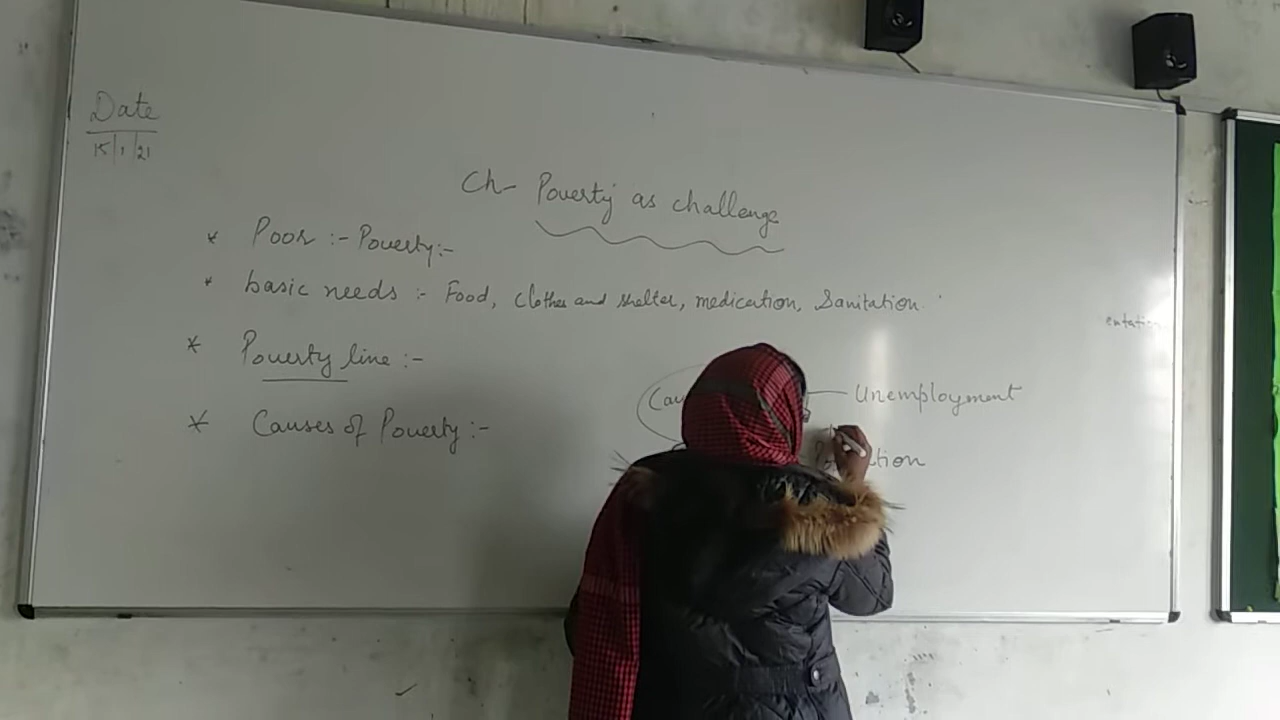 Date
15/1/21
Ch- Poverty as challenge
* Poor :- Poverty:-
* basic needs :- Food, Clothes and shelter, medication, Sanitation.
* Poverty line :-
* Causes of Poverty :-
Unemployment